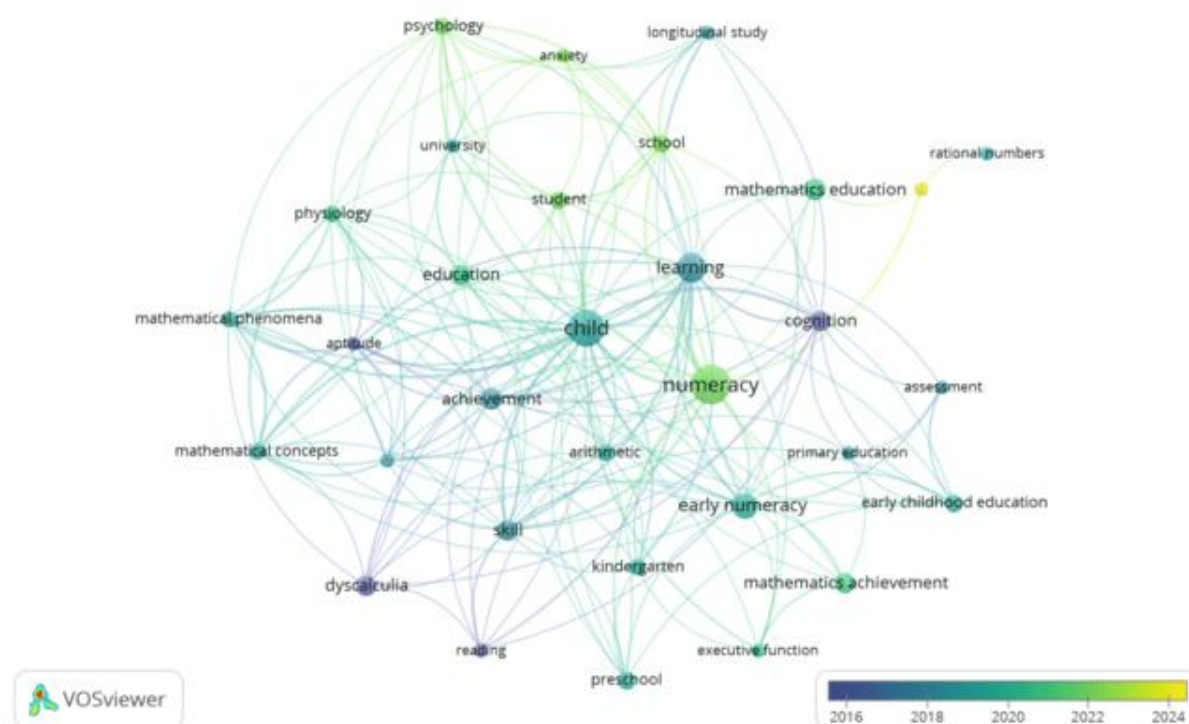 psychology
longitudinal study
anxiety
university
school
rational numbers
mathematics education
student
physiology
learning
education
mathematical phenomena
child
cognition
aptitude
numeracy
assessment
achievement
mathematical concepts
arithmetic
primary education
early numeracy
early childhood education
skill
kindergarten
dyscalculia
mathematics achievement
reading
executive function
preschool
VOSviewer
2016 2018 2020 2022 2024